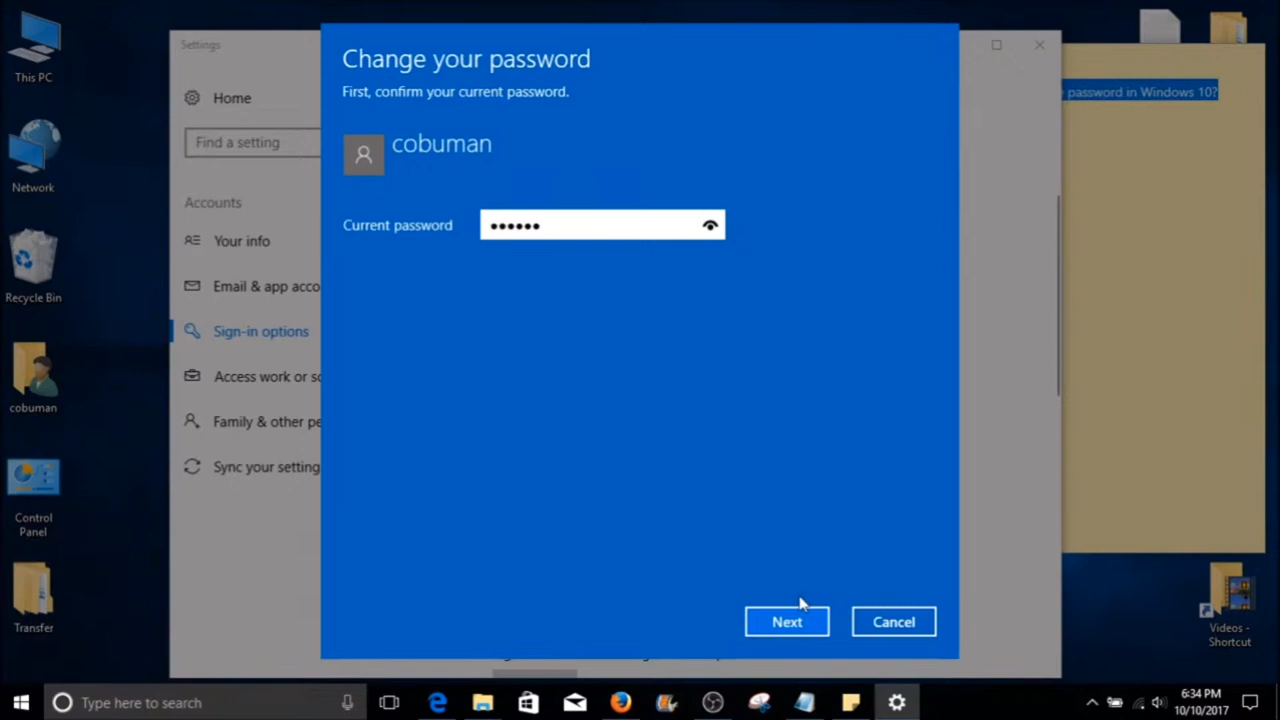 This PC
Network
Recycle Bin
cobuman
Control
Panel
Transfer
Settings
Home
Find a setting
Accounts
Your info
Email & app acco
Sign-in options
Access work or sc
Family & other pe
Sync your setting
Change your password
First, confirm your current password.
cobuman
Current password
••••••
Next
Cancel
password in Windows 10?
Videos -
Shortcut
Type here to search
6:34 PM
10/10/2017